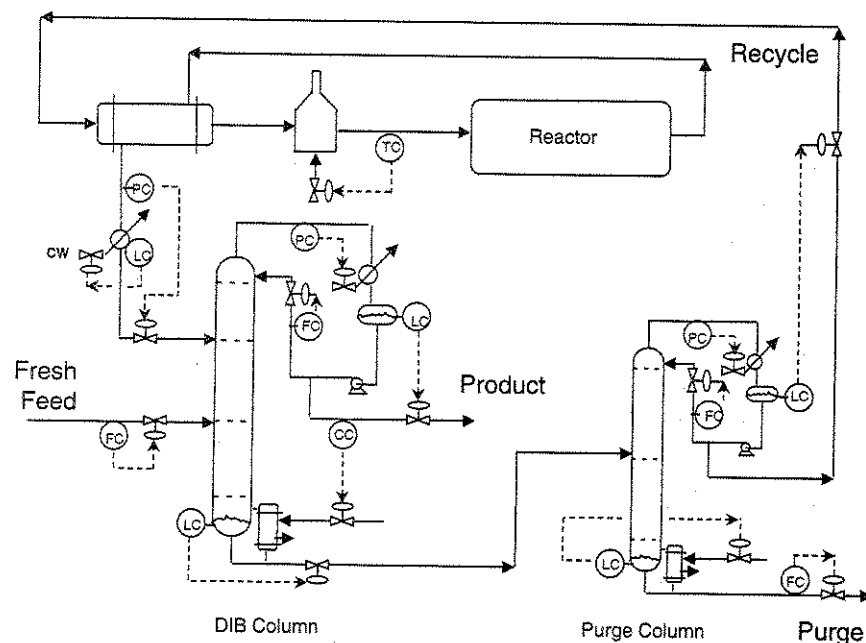 Recycle
Reactor
TC
PC
cw
LC
PC
FC
LC
Fresh
Feed
Product
PC
FC
LC
FC
CC
LC
LC
FC
DIB Column
Purge Column
Purge